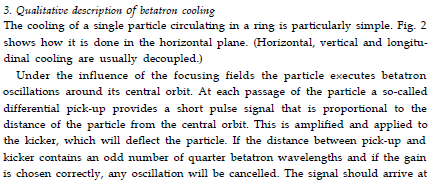 3. Qualitative description of betatron cooling
The cooling of a single particle circulating in a ring is particularly simple. Fig. 2
shows how it is done in the horizontal plane. (Horizontal, vertical and longitu-
dinal cooling are usually decoupled.)
Under the influence of the focusing fields the particle executes betatron
oscillations around its central orbit. At each passage of the particle a so-called
differential pick-up provides a short pulse signal that is proportional to the
distance of the particle from the central orbit. This is amplified and applied to
the kicker, which will deflect the particle. If the distance between pick-up and
kicker contains an odd number of quarter betatron wavelengths and if the gain
is chosen correctly, any oscillation will be cancelled. The signal should arrive at